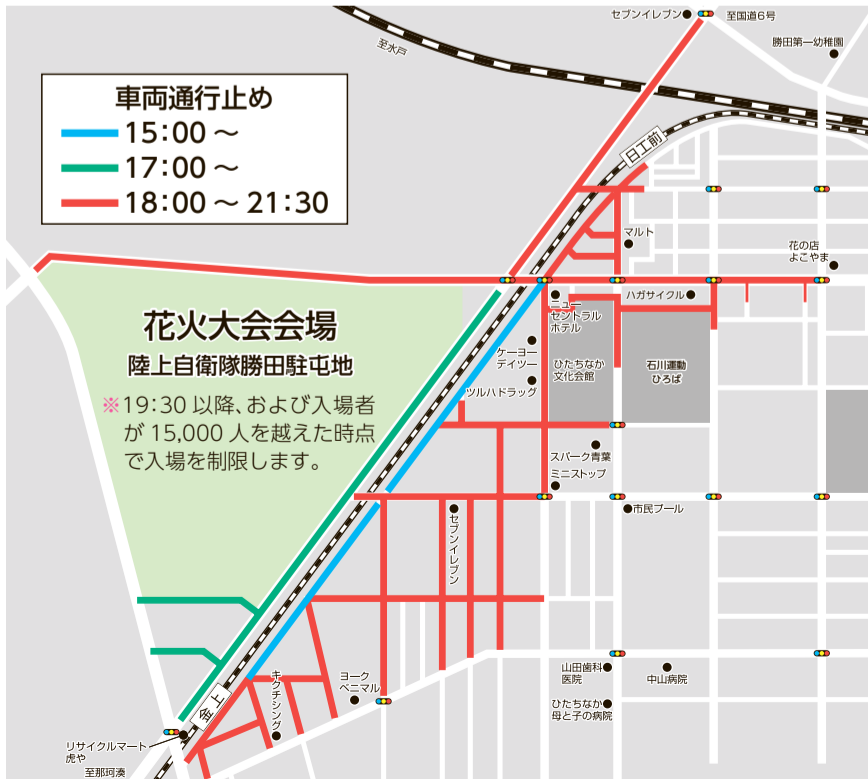 セブンイレブン
至国道6号
勝田第一幼稚園
至水戸
車両通行止め
15:00 ～
17:00 ～
18:00 ～ 21:30
日工前
マルト
花の店
よこやま
花火大会会場
陸上自衛隊勝田駐屯地
※19:30 以降、および入場者
が 15,000 人を越えた時点
で入場を制限します。
ニュー
セントラル
ホテル
ハガサイクル
ケーヨー
デイツー
ひたちなか
文化会館
石川運動
ひろば
ツルハドラッグ
スパーク青葉
ミニストップ
セブンイレブン
市民プール
山田歯科
医院
中山病院
ひたちなか
母と子の病院
ヨーク
ベニマル
キクチシング
金上
リサイクルマート
虎や
至那珂湊